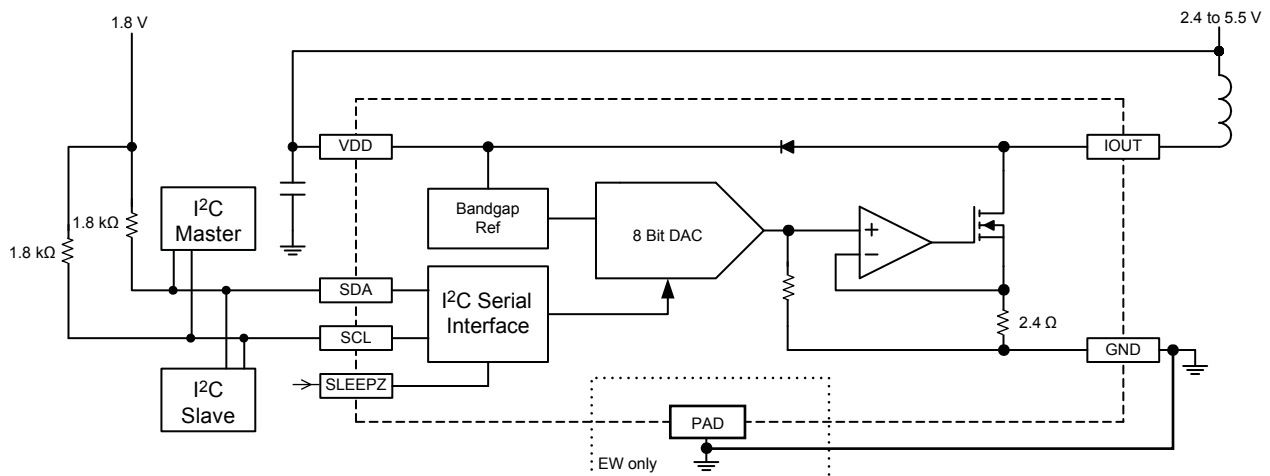 1.8 V
2.4 to 5.5 V
VDD
IOUT
I²C
Master
1.8 kΩ
1.8 kΩ
Bandgap
Ref
8 Bit DAC
+
−
SDA
SCL
SLEEPZ
I²C Serial
Interface
2.4 Ω
GND
I²C
Slave
PAD
EW only